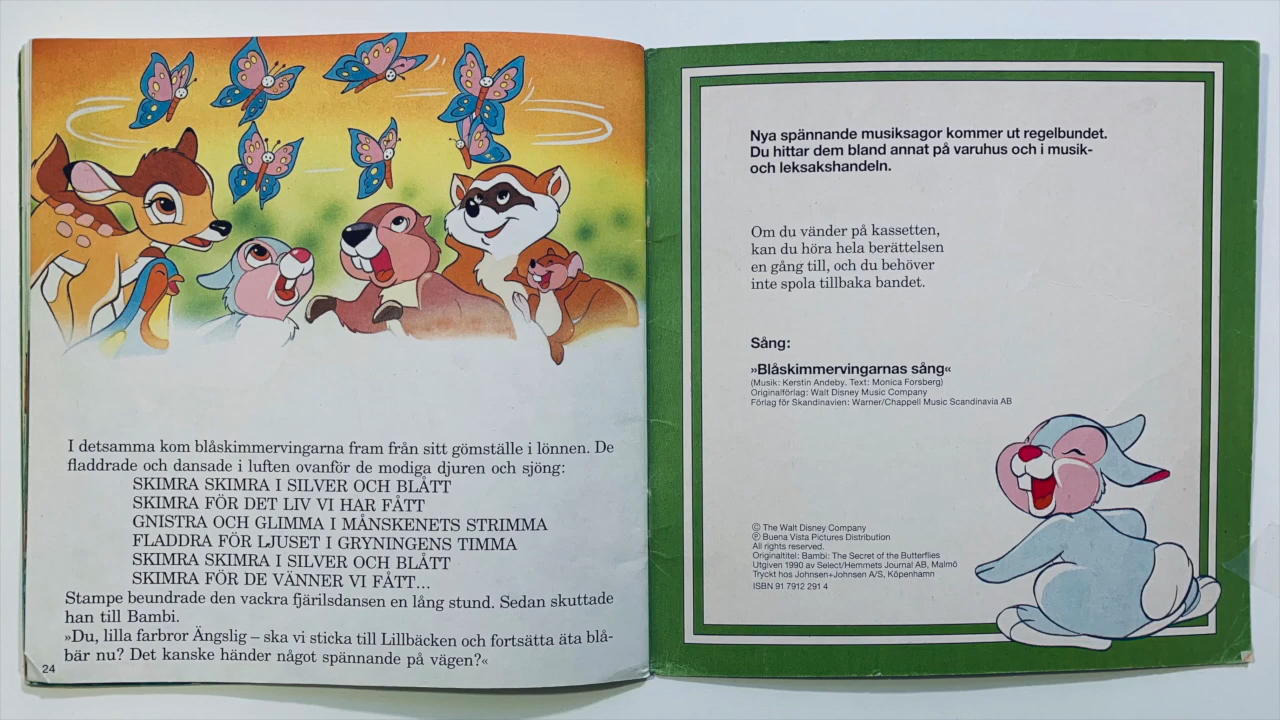 I detsamma kom blåskimmervingarna fram från sitt gömställe i lönnen. De
fladdrade och dansade i luften ovanför de modiga djuren och sjöng:
SKIMRA SKIMRA I SILVER OCH BLÅTT
SKIMRA FÖR DET LIV VI HAR FÅTT
GNISTRA OCH GLIMMA I MÅNSKENETS STRIMMA
FLADDRA FÖR LJUSET I GRYNINGENS TIMMA
SKIMRA SKIMRA I SILVER OCH BLÅTT
SKIMRA FÖR DE VÄNNER VI FÅTT...
Stampe beundrade den vackra fjärilsdansen en lång stund. Sedan skuttade
han till Bambi.
»Du, lilla farbror Ängslig – ska vi sticka till Lillbäcken och fortsätta äta blå-
bär nu? Det kanske händer något spännande på vägen?«
24
Nya spännande musiksagor kommer ut regelbundet.
Du hittar dem bland annat på varuhus och i musik-
och leksakshandeln.
Om du vänder på kassetten,
kan du höra hela berättelsen
en gång till, och du behöver
inte spola tillbaka bandet.
Sång:
»Blåskimmervingarnas sång«
(Musik: Kerstin Andeby. Text: Monica Forsberg)
Originalförlag: Walt Disney Music Company
Förlag för Skandinavien: Warner/Chappell Music Scandinavia AB
© The Walt Disney Company
℗ Buena Vista Pictures Distribution
All rights reserved.
Originaltitel: Bambi: The Secret of the Butterflies
Utgiven 1990 av Select/Hemmets Journal AB, Malmö
Tryckt hos Johnsen+Johnsen A/S, Köpenhamn
ISBN 91 7912 291 4